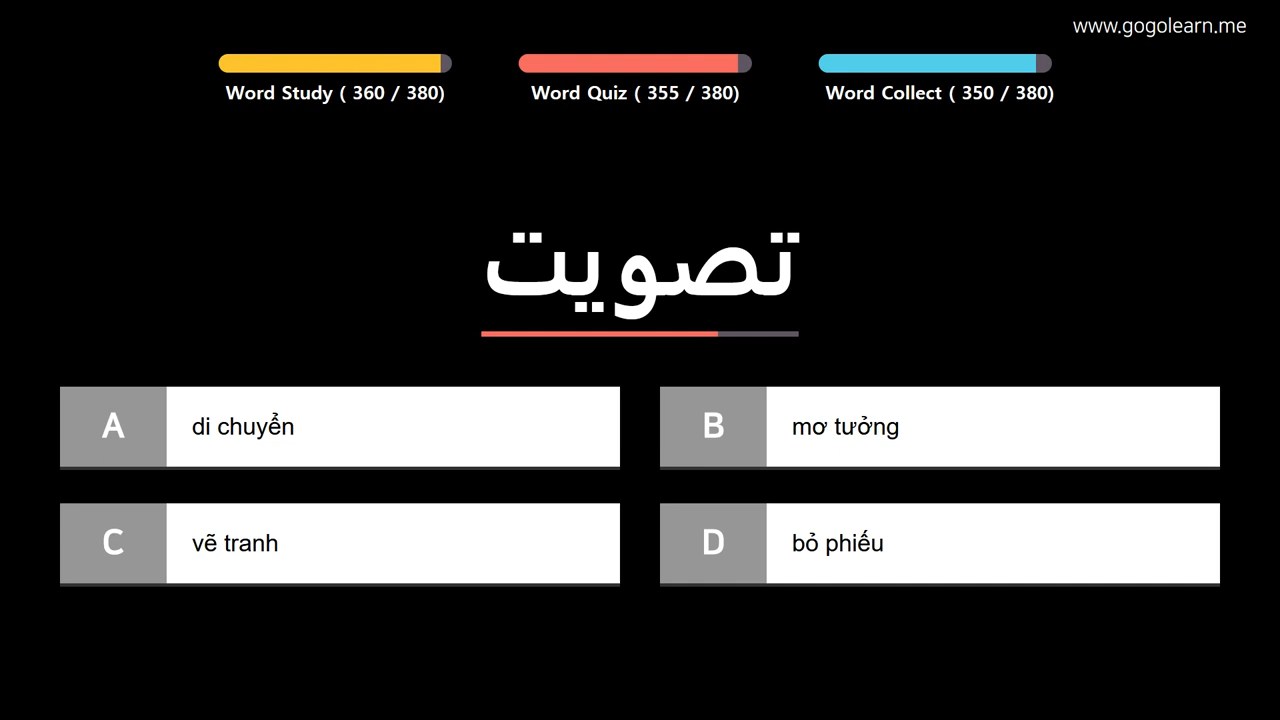 www.gogolearn.me
Word Study ( 360 / 380)
Word Quiz ( 355 / 380)
Word Collect ( 350 / 380)
تصويت
A di chuyển
B mơ tưởng
C vẽ tranh
D bỏ phiếu